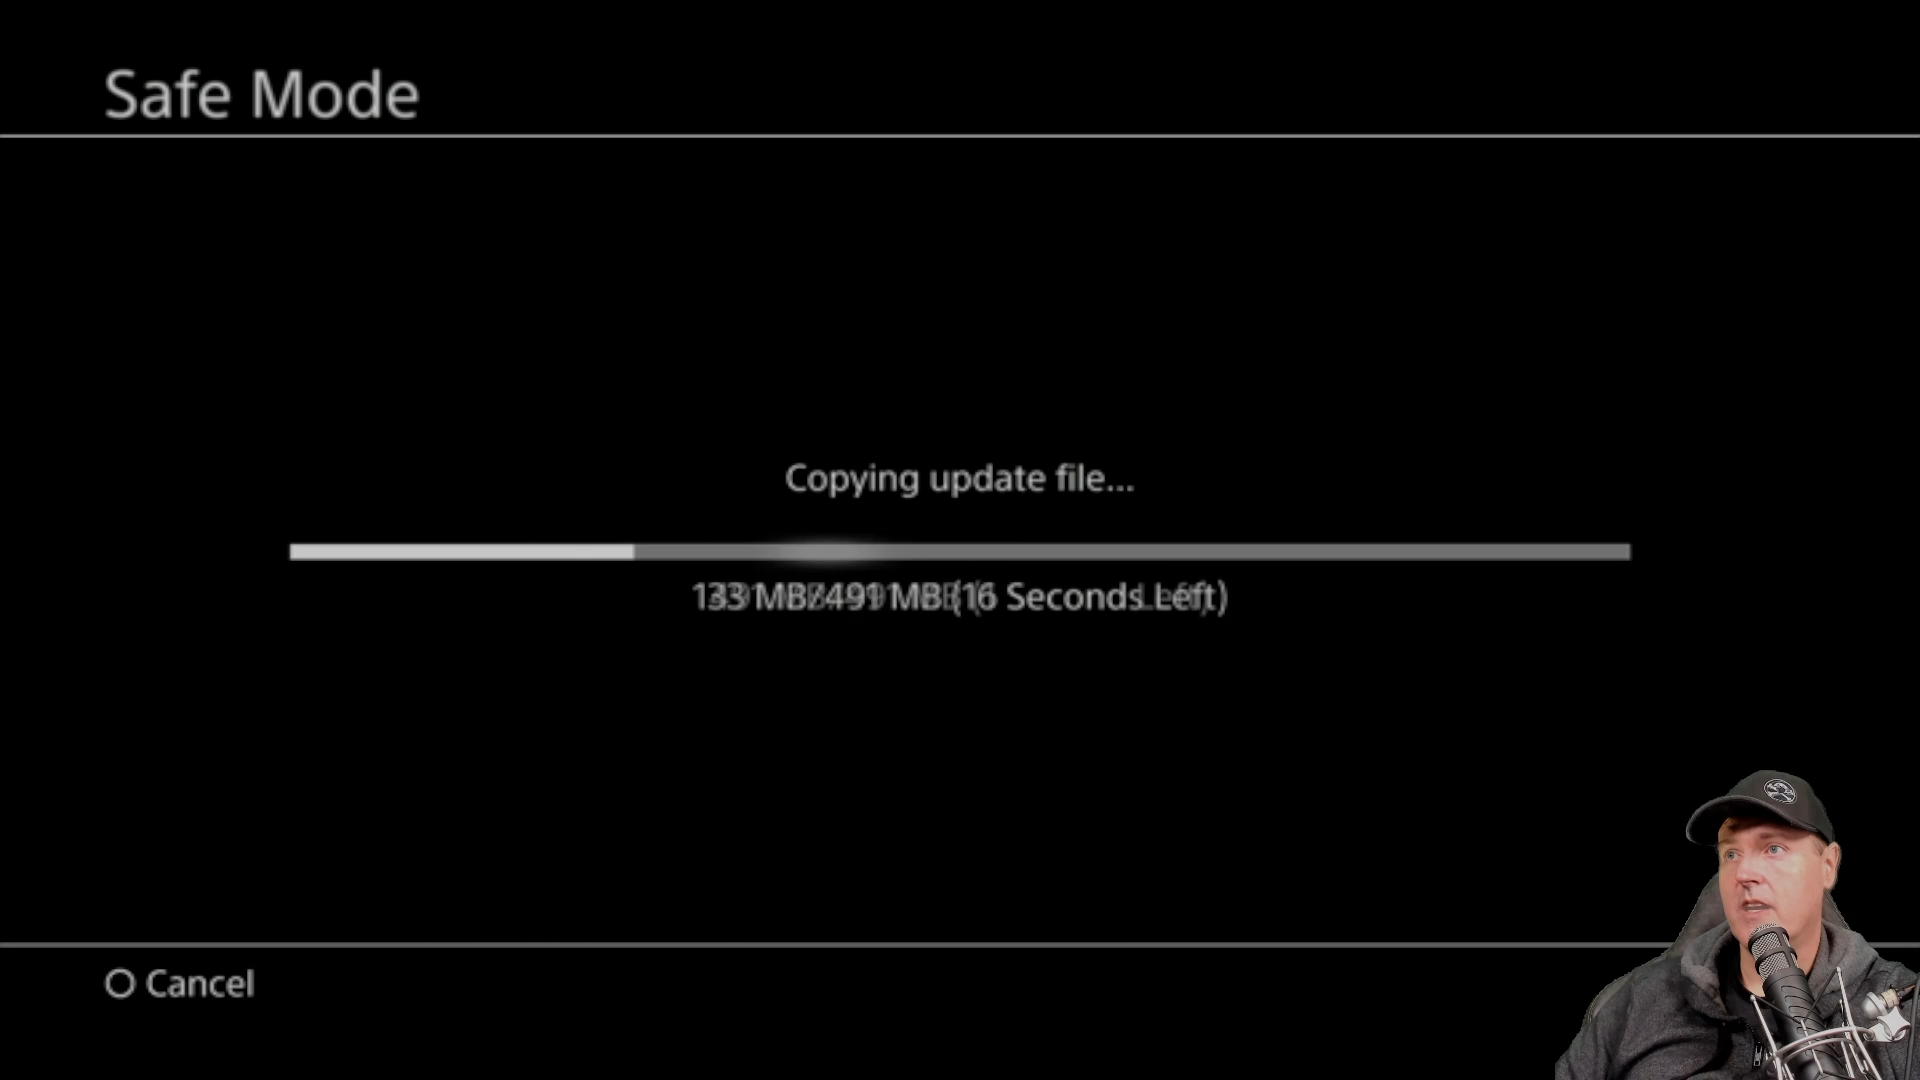 Safe Mode
Copying update file...
133 MB/491 MB (16 Seconds Left)
Cancel